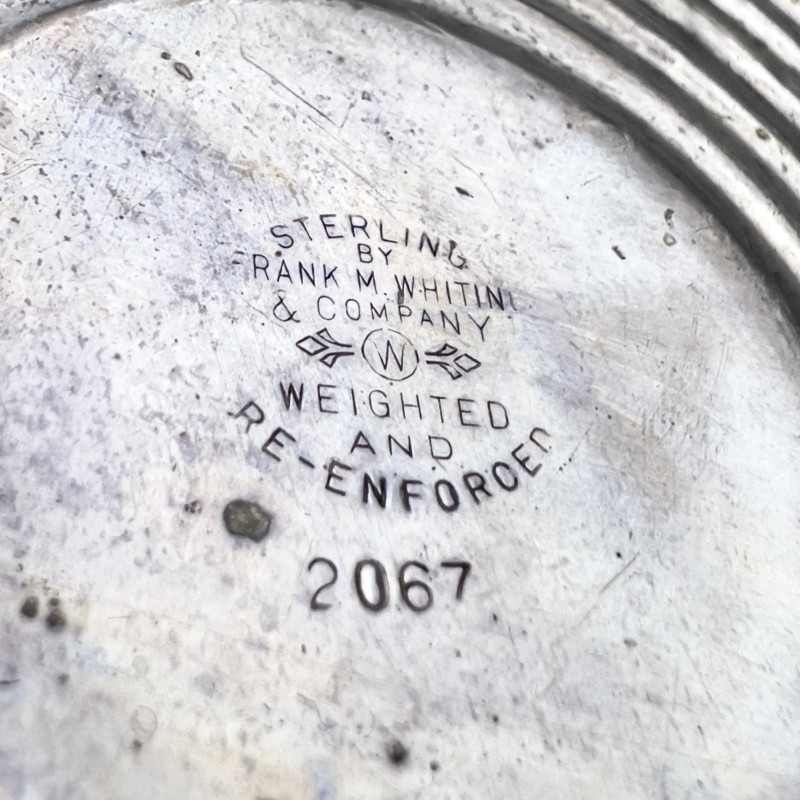 STERLING
BY
FRANK M. WHITING
& COMPANY
W
WEIGHTED
AND
RE-ENFORCED
2067